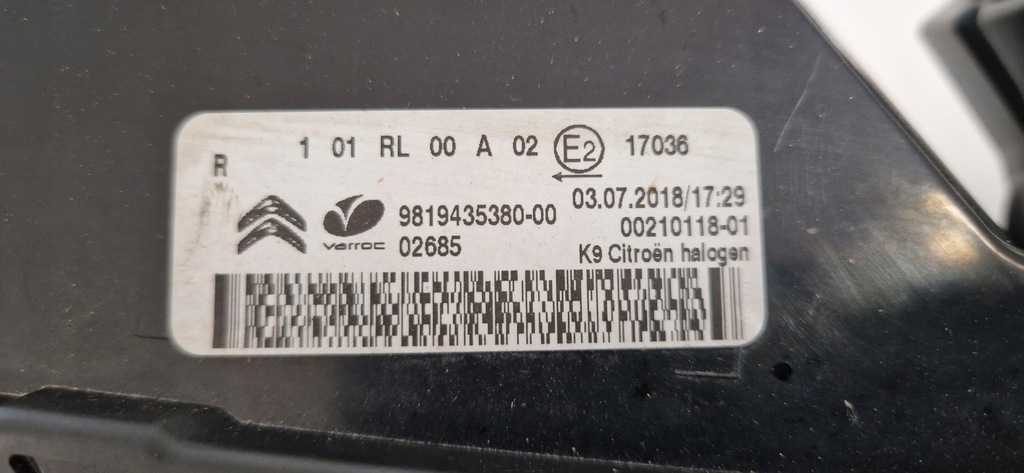 R 1 01 RL 00 A 02 E2 17036
varroc
9819435380-00
02685
03.07.2018/17:29
00210118-01
K9 Citroën halogen